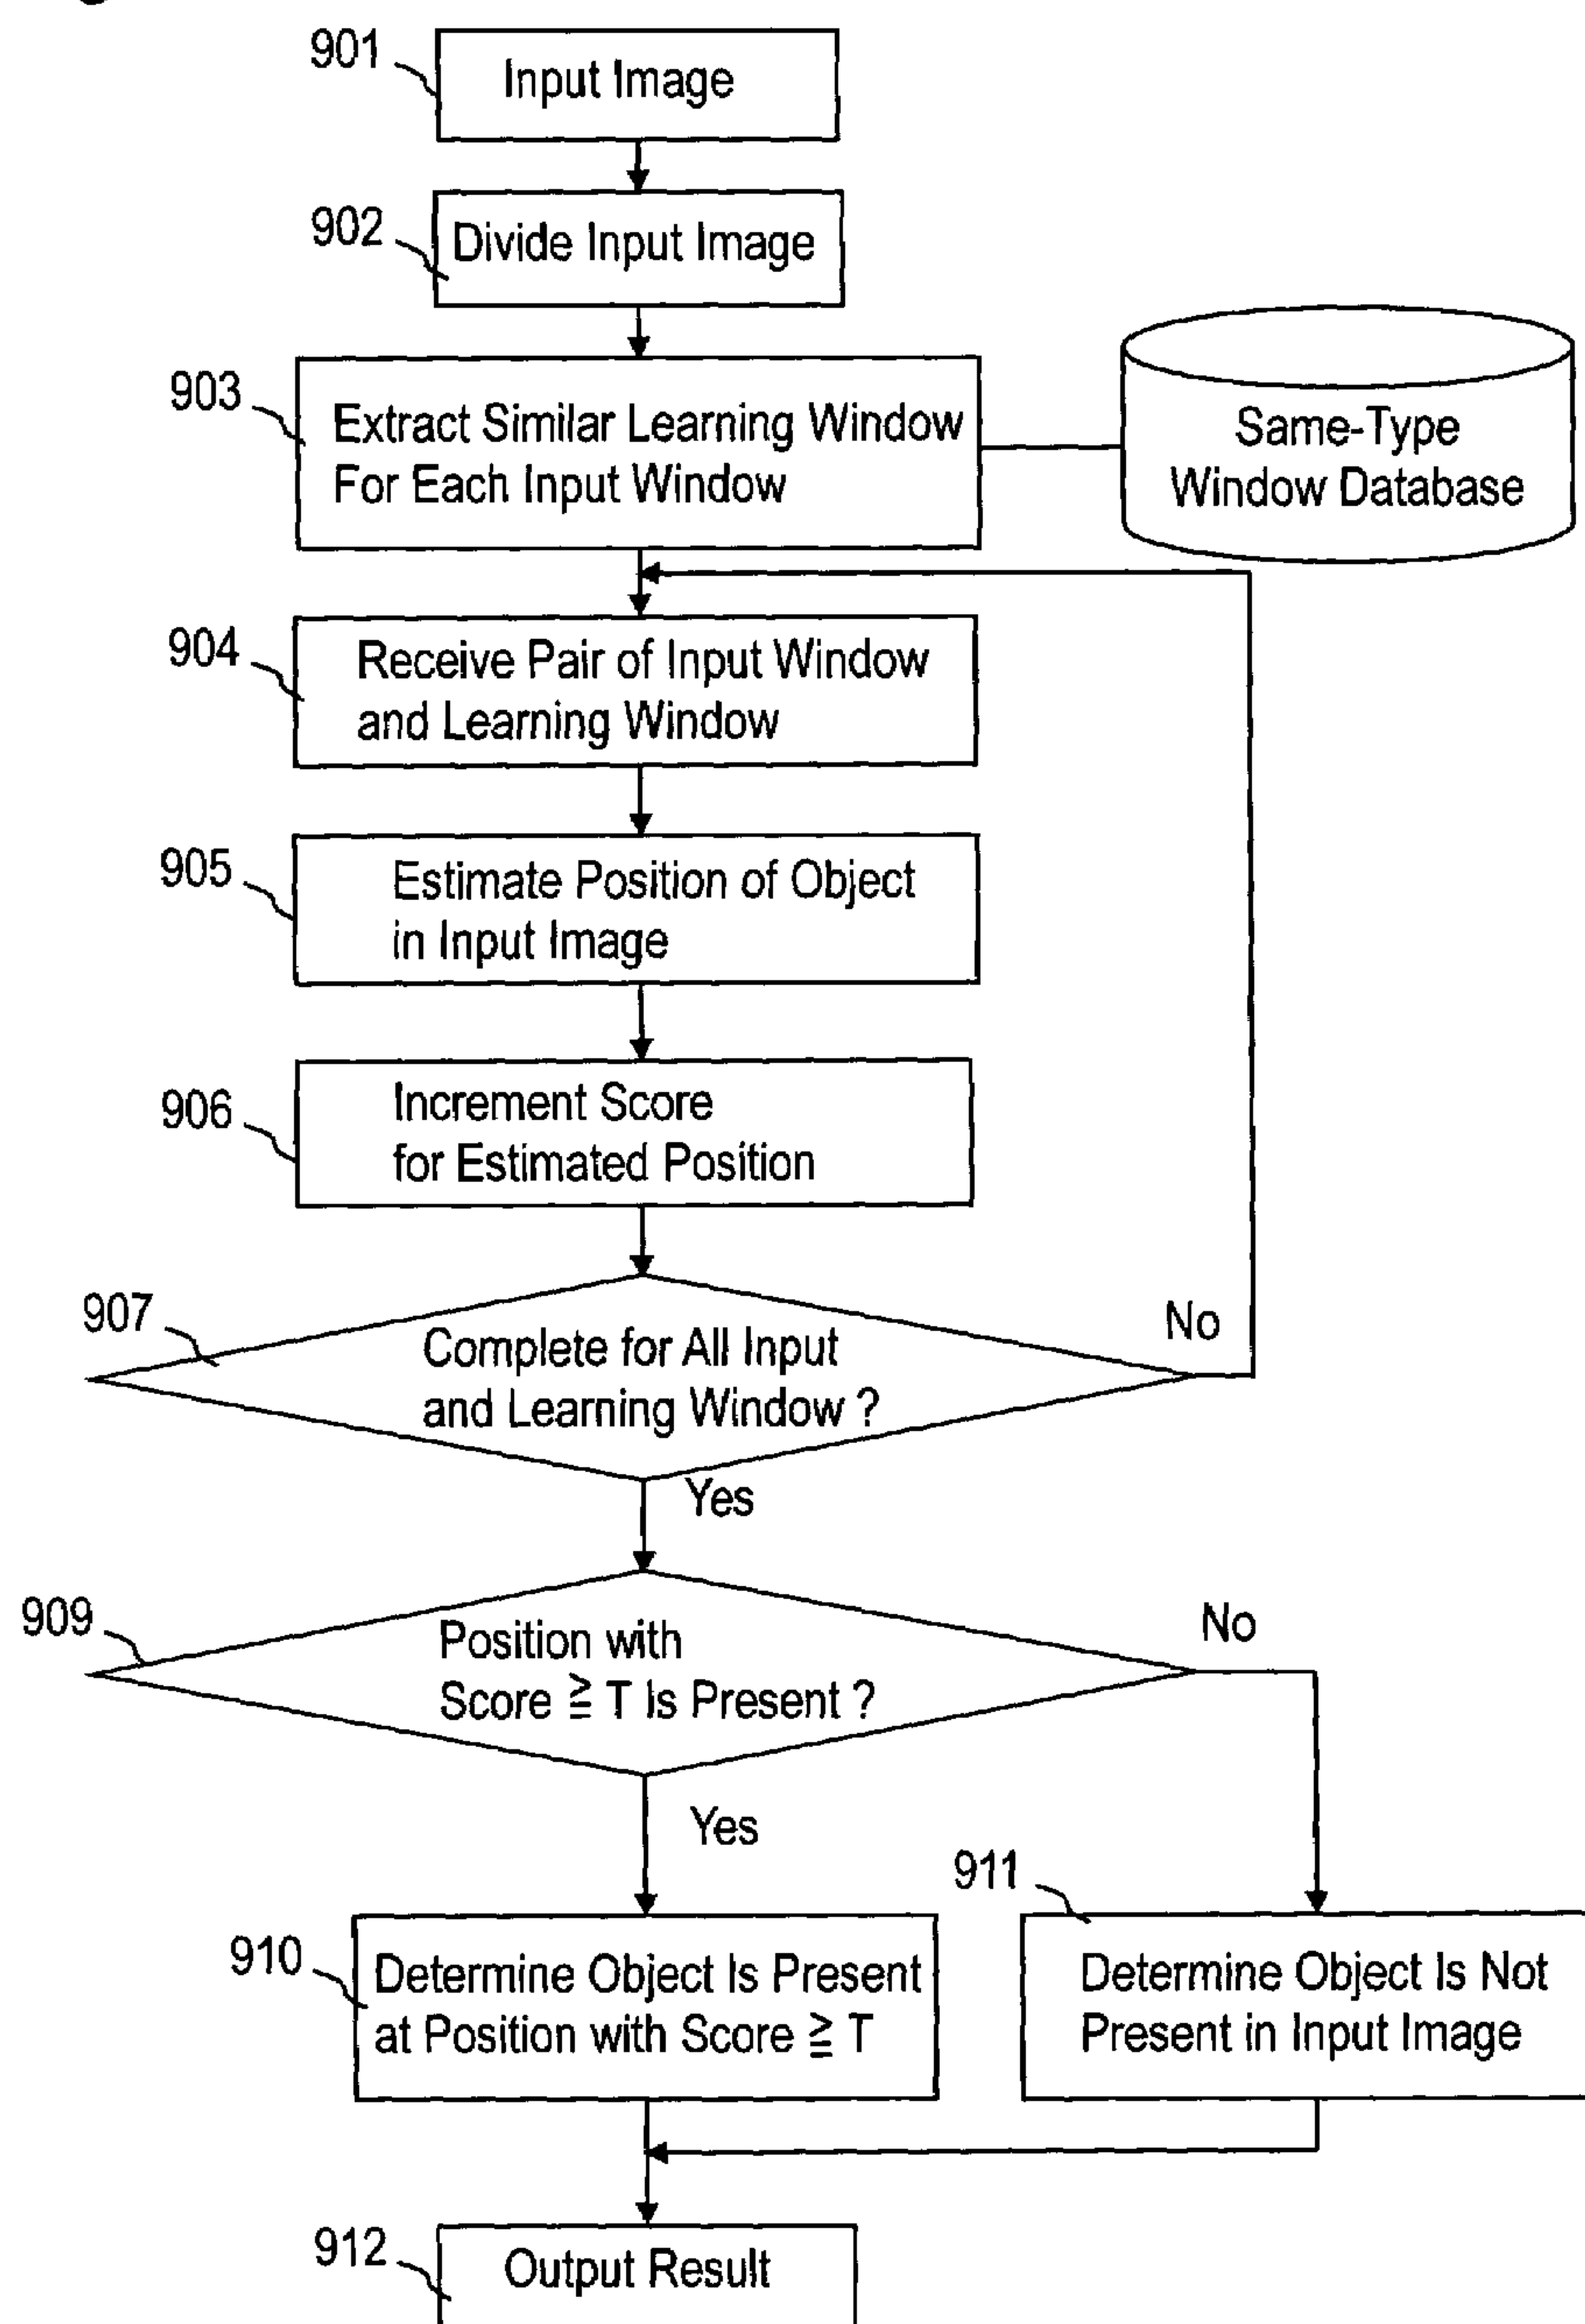 901
Input Image
902
Divide Input Image
903
Extract Similar Learning Window
For Each Input Window
Same-Type
Window Database
904
Receive Pair of Input Window
and Learning Window
905
Estimate Position of Object
in Input Image
906
Increment Score
for Estimated Position
907
Complete for All Input
and Learning Window ?
No
Yes
909
Position with
Score ≧ T Is Present ?
No
Yes
910
Determine Object Is Present
at Position with Score ≧ T
911
Determine Object Is Not
Present in Input Image
912
Output Result